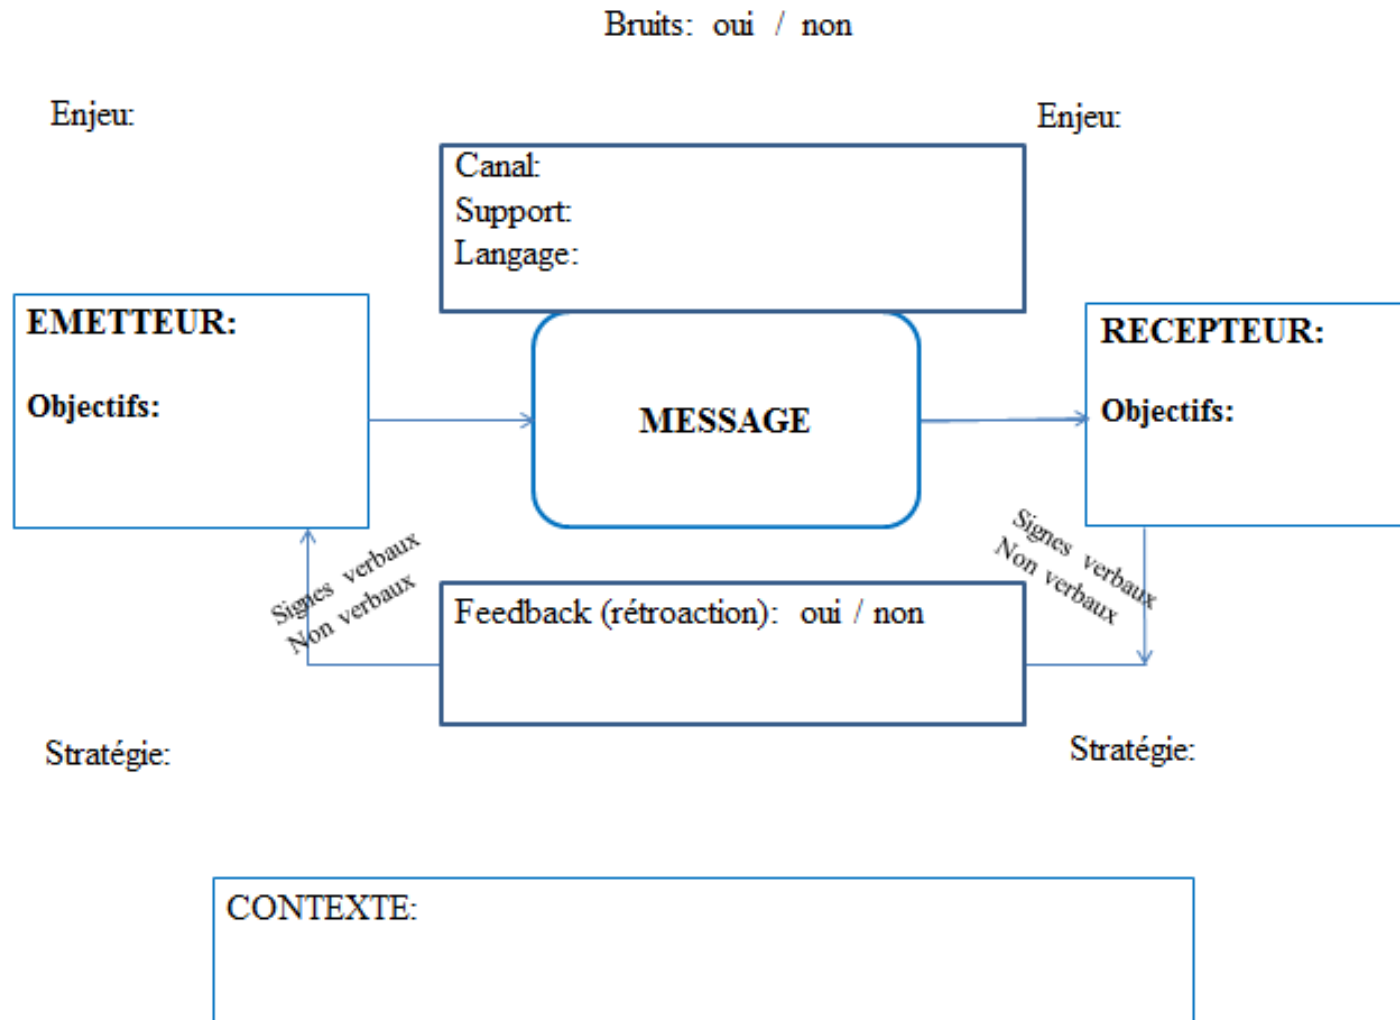 Bruits: oui / non
Enjeu:
Enjeu:
Canal:
Support:
Langage:
EMETTEUR:
Objectifs:
MESSAGE
RECEPTEUR:
Objectifs:
Signes verbaux
Non verbaux
Signes verbaux
Non verbaux
Feedback (rétroaction): oui / non
Stratégie:
Stratégie:
CONTEXTE: